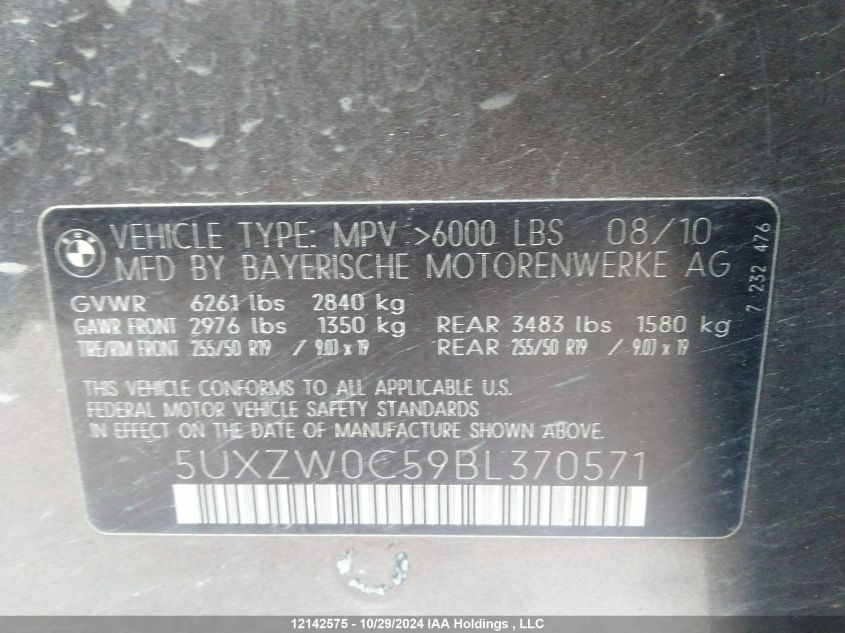 BMW
VEHICLE TYPE: MPV >6000 LBS 08/10
MFD BY BAYERISCHE MOTORENWERKE AG
GVWR 6261 lbs 2840 kg
GAWR FRONT 2976 lbs 1350 kg REAR 3483 lbs 1580 kg
TIRE/RIM FRONT 255/50 R19 / 9.0J x 19 REAR 255/50 R19 / 9.0J x 19
THIS VEHICLE CONFORMS TO ALL APPLICABLE U.S.
FEDERAL MOTOR VEHICLE SAFETY STANDARDS
IN EFFECT ON THE DATE OF MANUFACTURE SHOWN ABOVE.
5UXZW0C59BL370571
7 232 476
12142575 - 10/29/2024 IAA Holdings , LLC